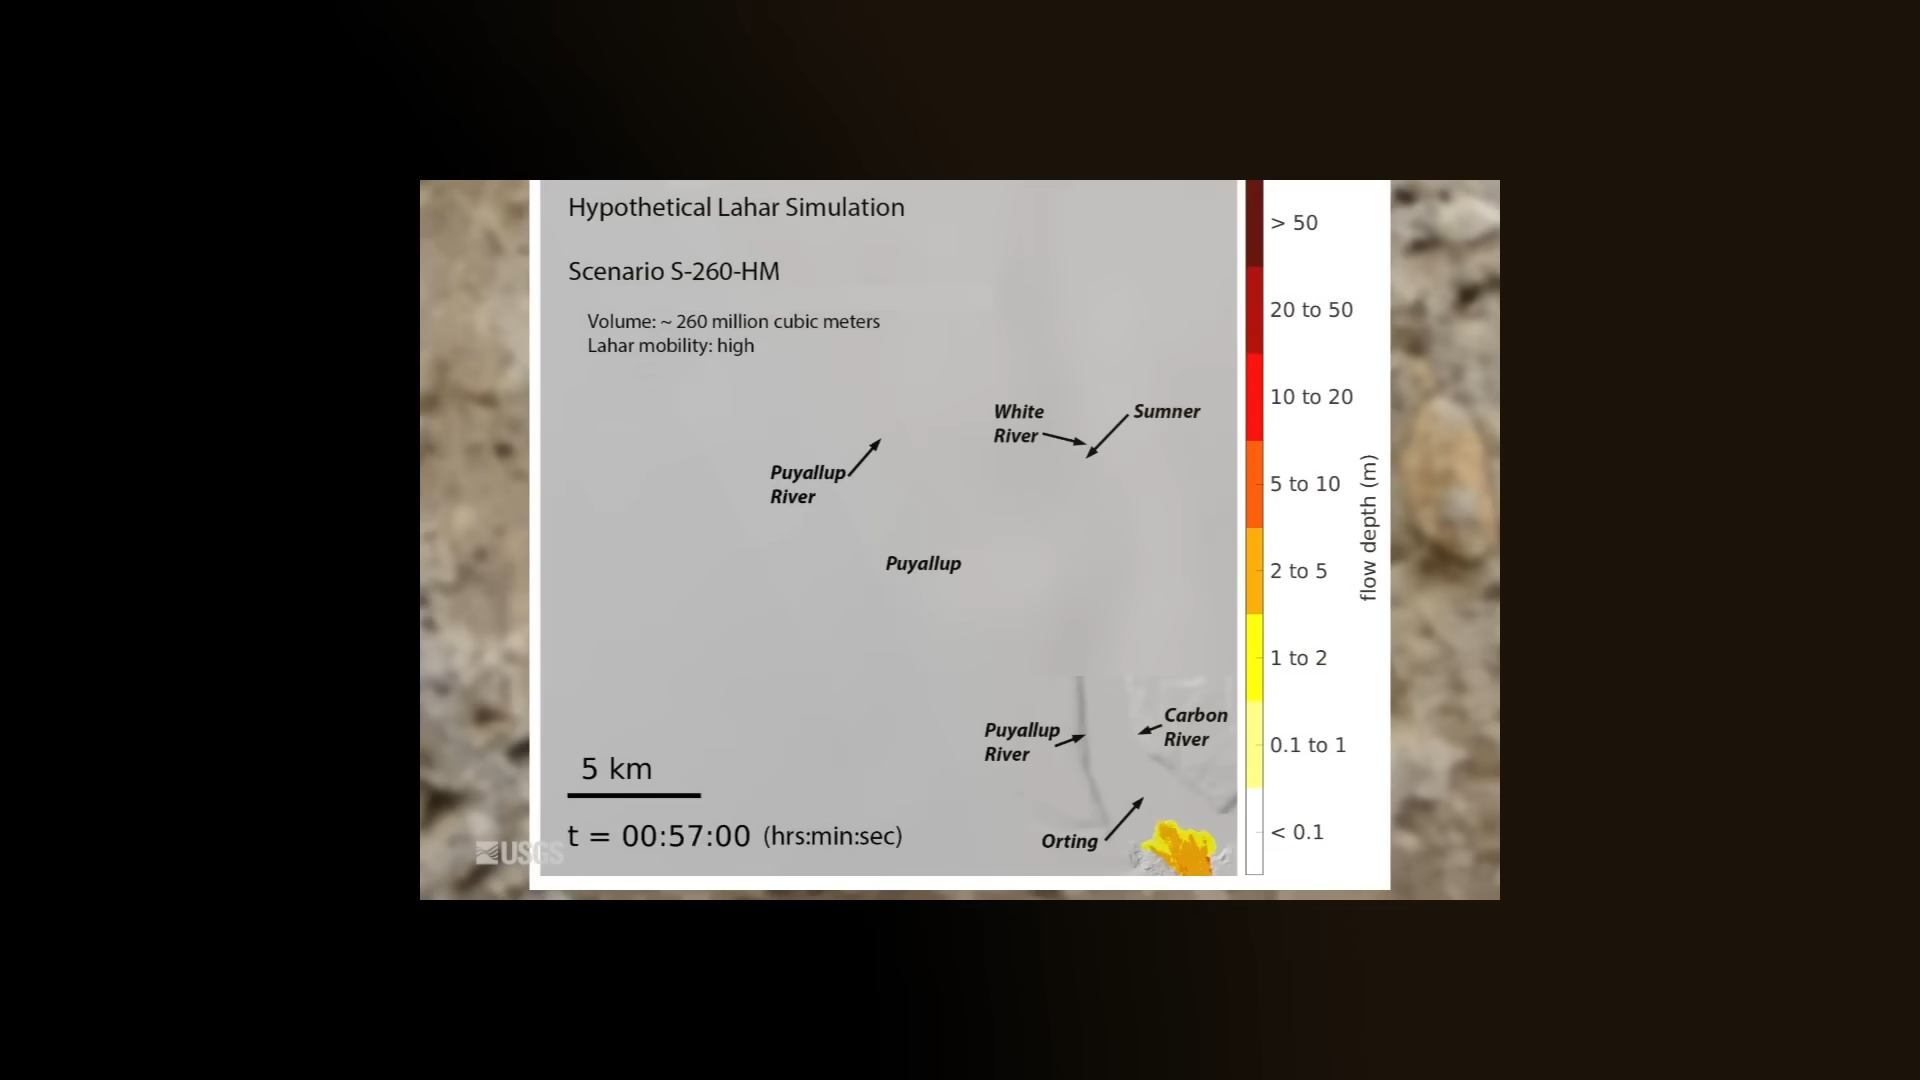 Hypothetical Lahar Simulation
Scenario S-260-HM
Volume: ~ 260 million cubic meters
Lahar mobility: high
White
River
Sumner
Puyallup
River
Puyallup
Puyallup
River
Carbon
River
Orting
5 km
t = 00:57:00 (hrs:min:sec)
USGS
> 50
20 to 50
10 to 20
5 to 10
2 to 5
1 to 2
0.1 to 1
< 0.1
flow depth (m)